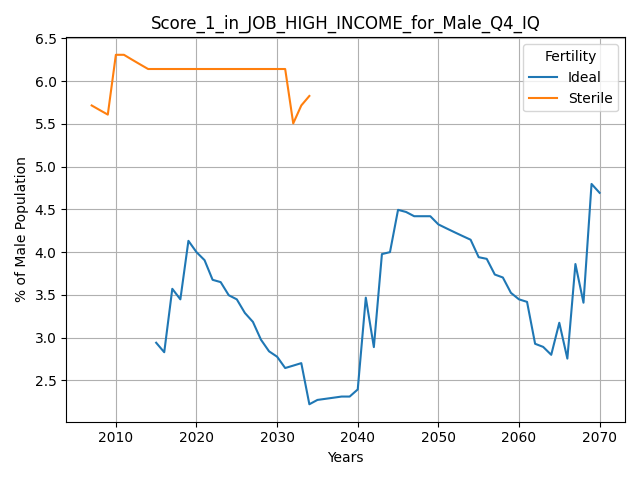 Score_1_in_JOB_HIGH_INCOME_for_Male_Q4_IQ
6.5
6.0
5.5
5.0
4.5
4.0
3.5
3.0
2.5
% of Male Population
Fertility
Ideal
Sterile
2010 2020 2030 2040 2050 2060 2070
Years